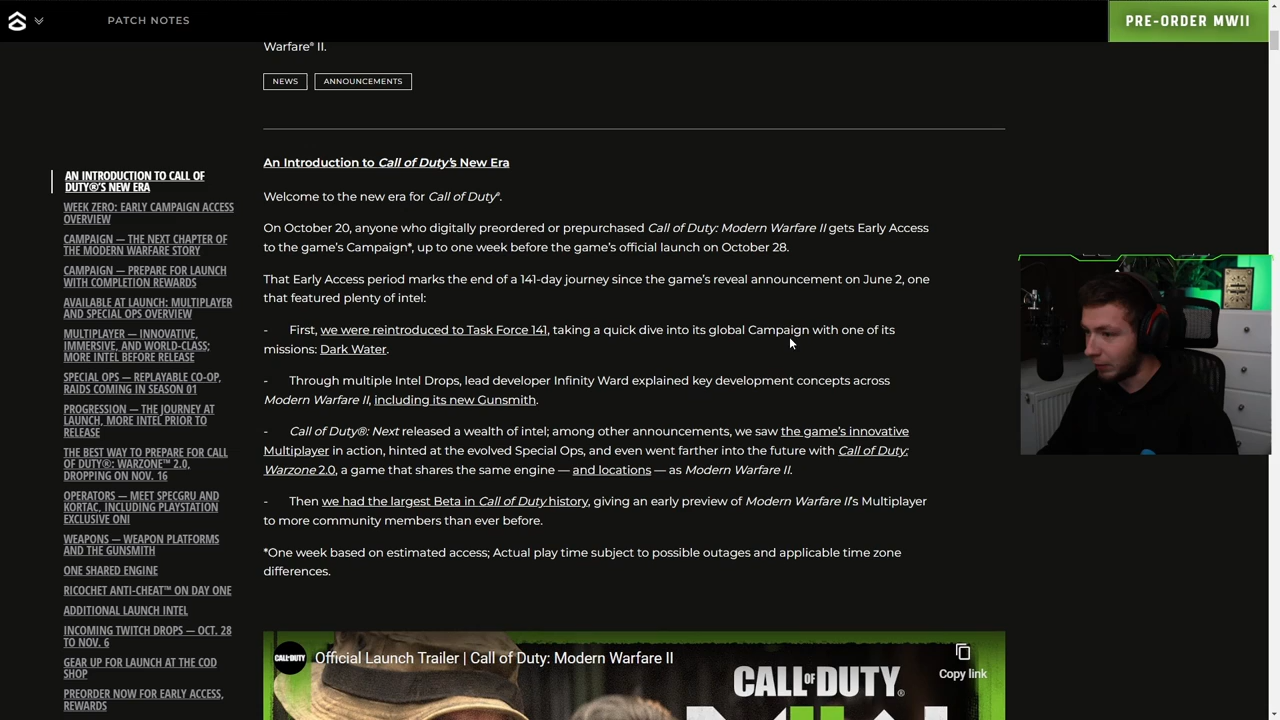 PATCH NOTES
PRE-ORDER MWII
Warfare® II.
NEWS
ANNOUNCEMENTS
AN INTRODUCTION TO CALL OF
DUTY®'S NEW ERA
WEEK ZERO: EARLY CAMPAIGN ACCESS
OVERVIEW
CAMPAIGN — THE NEXT CHAPTER OF
THE MODERN WARFARE STORY
CAMPAIGN — PREPARE FOR LAUNCH
WITH COMPLETION REWARDS
AVAILABLE AT LAUNCH: MULTIPLAYER
AND SPECIAL OPS OVERVIEW
MULTIPLAYER — INNOVATIVE,
IMMERSIVE, AND WORLD-CLASS;
MORE INTEL BEFORE RELEASE
SPECIAL OPS — REPLAYABLE CO-OP,
RAIDS COMING IN SEASON 01
PROGRESSION — THE JOURNEY AT
LAUNCH, MORE INTEL PRIOR TO
RELEASE
THE BEST WAY TO PREPARE FOR CALL
OF DUTY®: WARZONE™ 2.0,
DROPPING ON NOV. 16
OPERATORS — MEET SPECGRU AND
KORTAC, INCLUDING PLAYSTATION
EXCLUSIVE ONI
WEAPONS — WEAPON PLATFORMS
AND THE GUNSMITH
ONE SHARED ENGINE
RICOCHET ANTI-CHEAT™ ON DAY ONE
ADDITIONAL LAUNCH INTEL
INCOMING TWITCH DROPS — OCT. 28
TO NOV. 6
GEAR UP FOR LAUNCH AT THE COD
SHOP
PREORDER NOW FOR EARLY ACCESS,
REWARDS
An Introduction to Call of Duty's New Era
Welcome to the new era for Call of Duty®.
On October 20, anyone who digitally preordered or prepurchased Call of Duty: Modern Warfare II gets Early Access
to the game's Campaign*, up to one week before the game's official launch on October 28.
That Early Access period marks the end of a 141-day journey since the game's reveal announcement on June 2, one
that featured plenty of intel:
- First, we were reintroduced to Task Force 141, taking a quick dive into its global Campaign with one of its
missions: Dark Water.
- Through multiple Intel Drops, lead developer Infinity Ward explained key development concepts across
Modern Warfare II, including its new Gunsmith.
- Call of Duty®: Next released a wealth of intel; among other announcements, we saw the game's innovative
Multiplayer in action, hinted at the evolved Special Ops, and even went farther into the future with Call of Duty:
Warzone 2.0, a game that shares the same engine — and locations — as Modern Warfare II.
- Then we had the largest Beta in Call of Duty history, giving an early preview of Modern Warfare II's Multiplayer
to more community members than ever before.
*One week based on estimated access; Actual play time subject to possible outages and applicable time zone
differences.
CALL OF DUTY
Official Launch Trailer | Call of Duty: Modern Warfare II
Copy link
CALL OF DUTY®
MWII